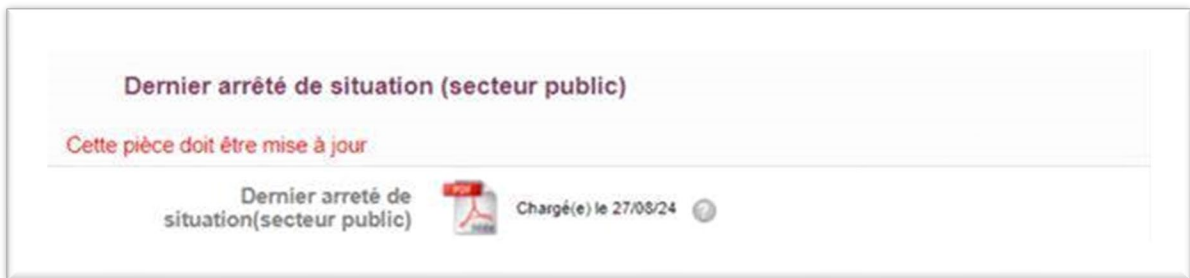 Dernier arrêté de situation (secteur public)
Cette pièce doit être mise à jour
Dernier arreté de
situation(secteur public)
PDF
Chargé(e) le 27/08/24
?